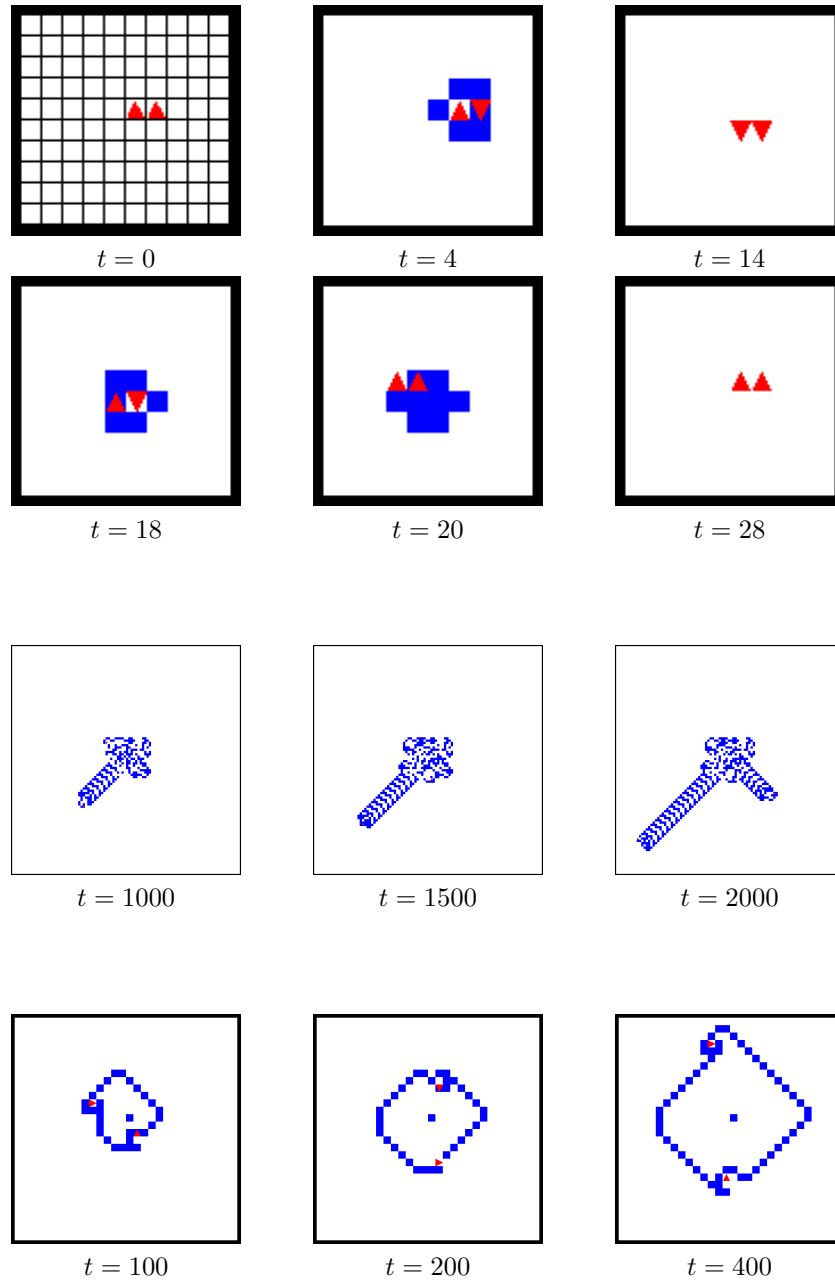 t = 0
t = 4
t = 14
t = 18
t = 20
t = 28
t = 1000
t = 1500
t = 2000
t = 100
t = 200
t = 400